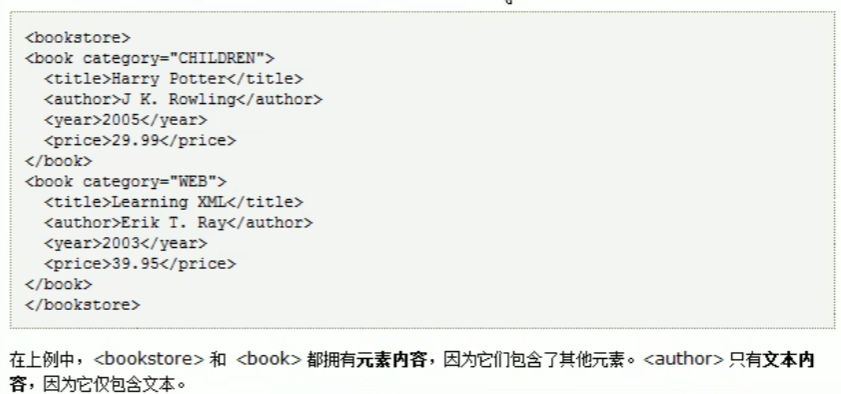 <bookstore>
<book category="CHILDREN">
  <title>Harry Potter</title>
  <author>J K. Rowling</author>
  <year>2005</year>
  <price>29.99</price>
</book>
<book category="WEB">
  <title>Learning XML</title>
  <author>Erik T. Ray</author>
  <year>2003</year>
  <price>39.95</price>
</book>
</bookstore>
在上例中，<bookstore> 和 <book> 都拥有元素内容，因为它们包含了其他元素。<author> 只有文本内
容，因为它仅包含文本。